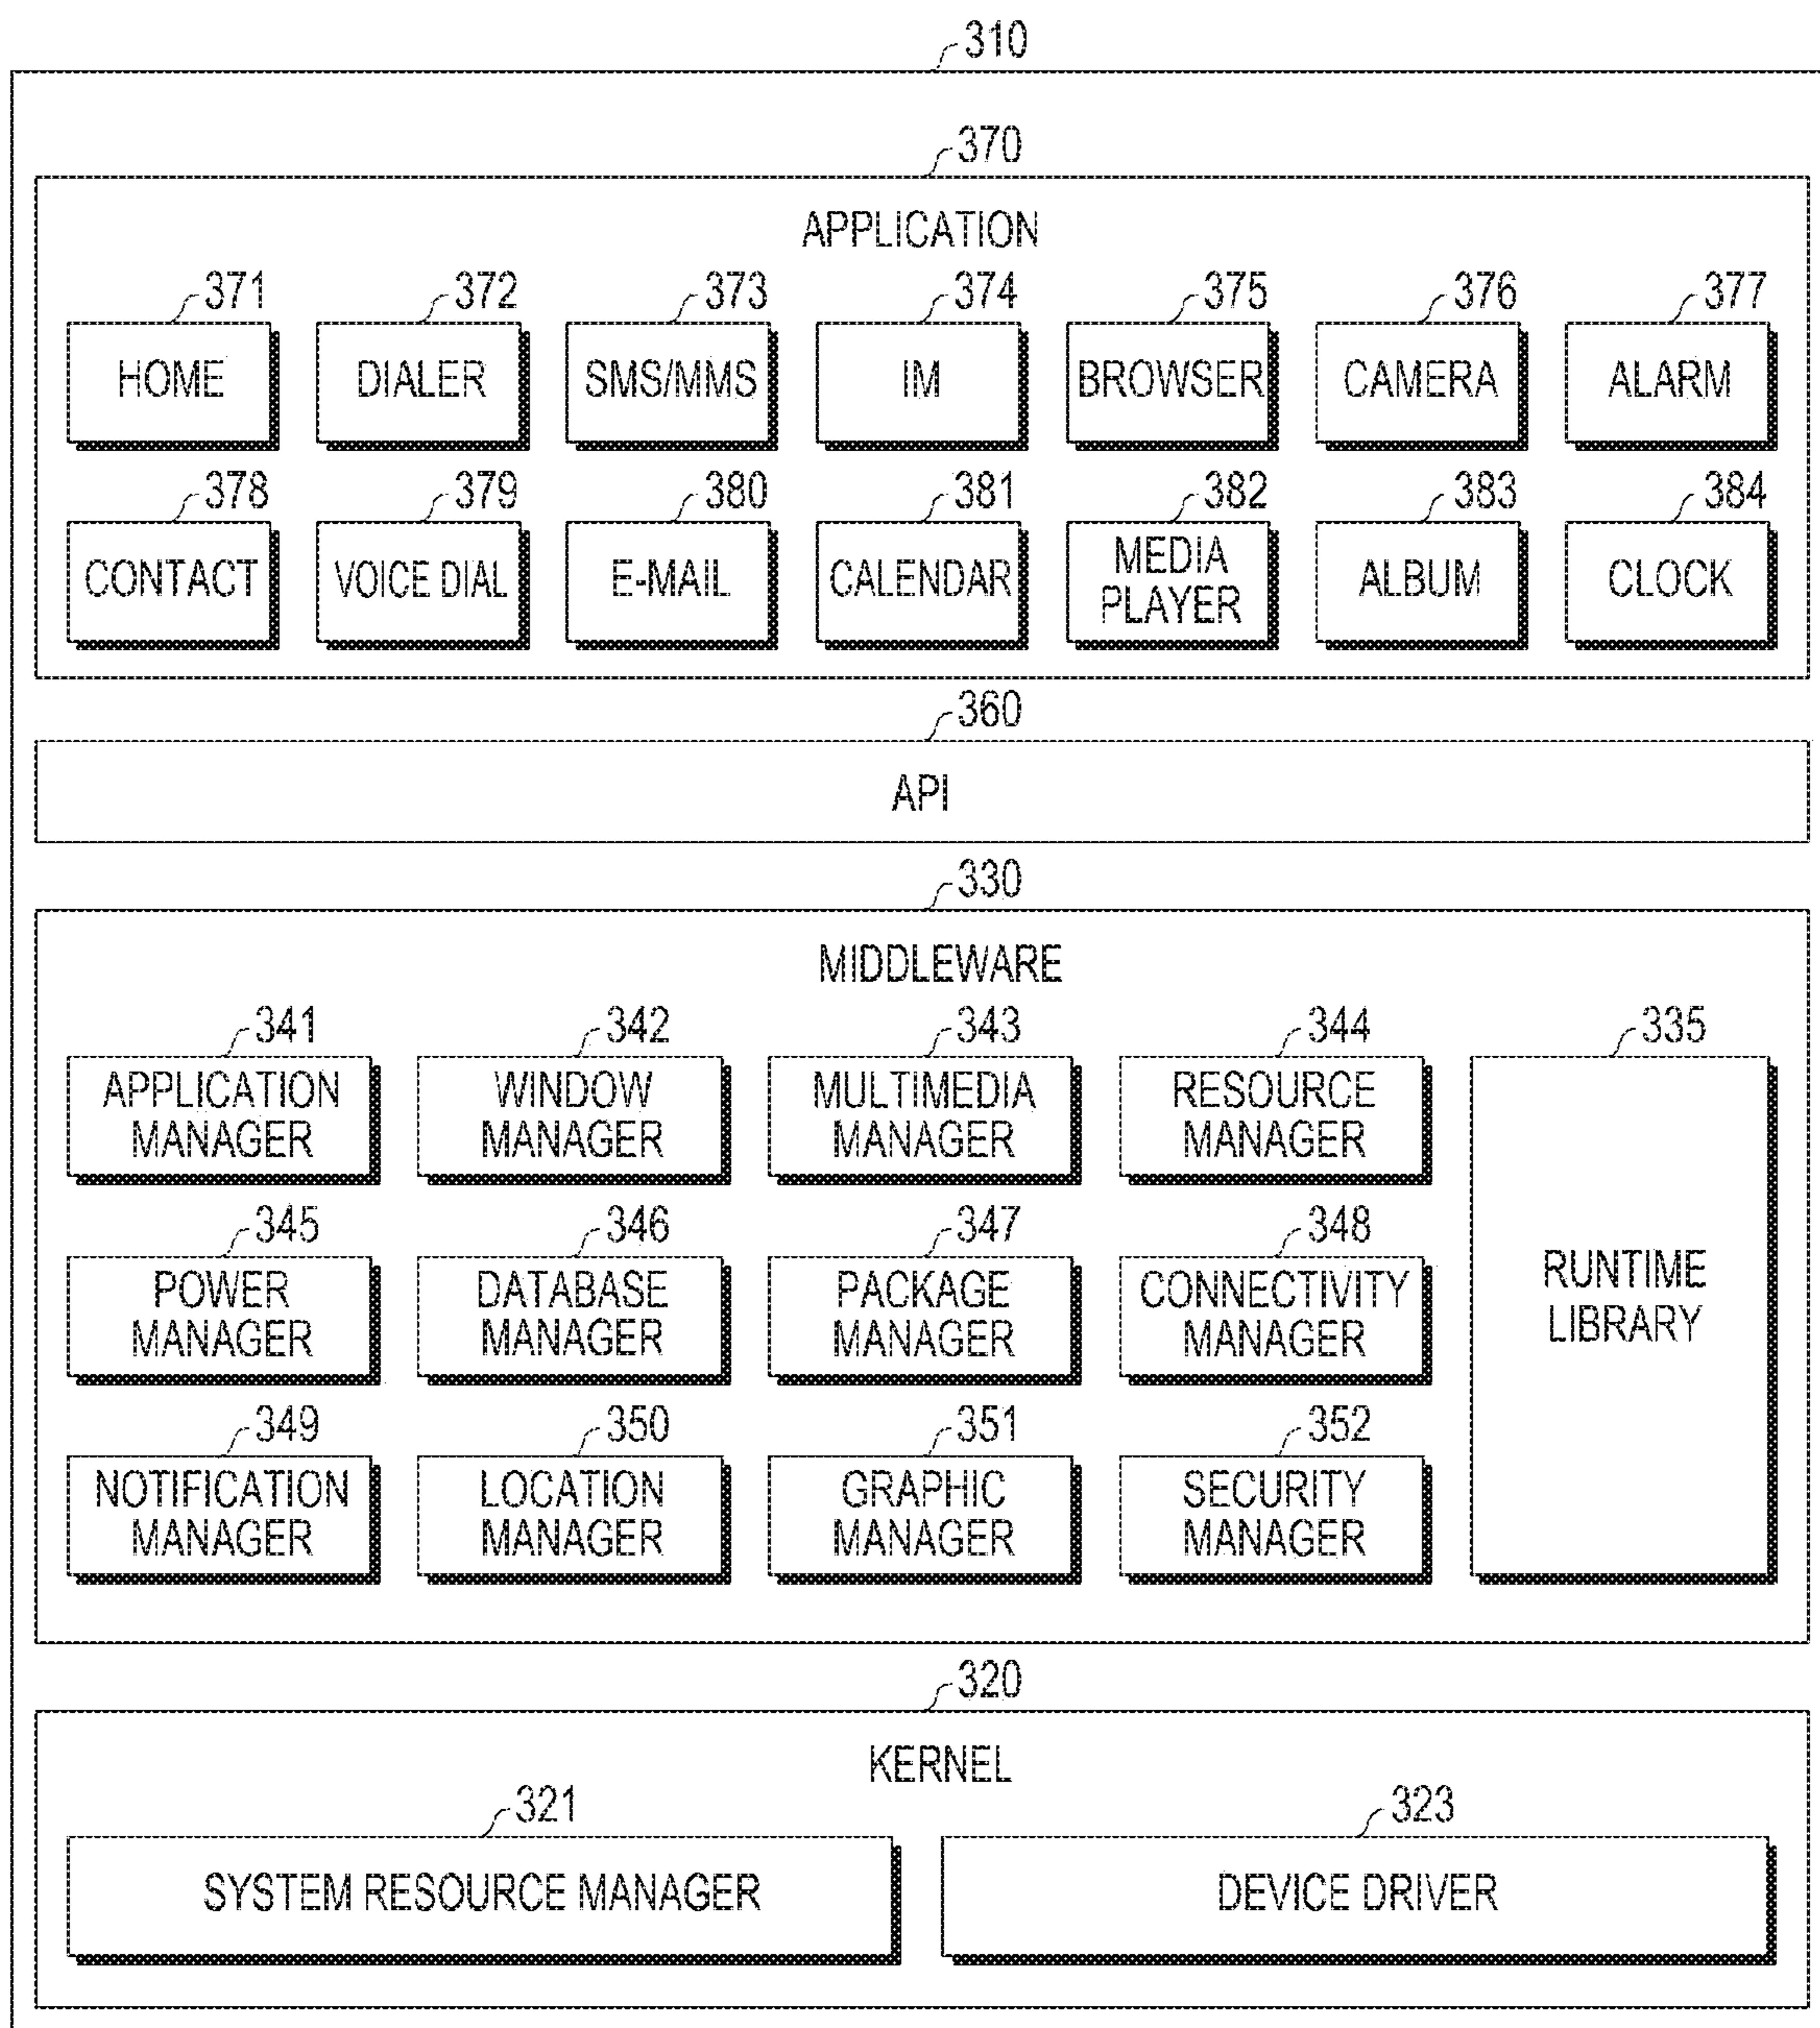 310
370
APPLICATION
371 372 373 374 375 376 377
HOME DIALER SMS/MMS IM BROWSER CAMERA ALARM
378 379 380 381 382 383 384
CONTACT VOICE DIAL E-MAIL CALENDAR MEDIA PLAYER ALBUM CLOCK
360
API
330
MIDDLEWARE
341 342 343 344 335
APPLICATION MANAGER
WINDOW MANAGER
MULTIMEDIA MANAGER
RESOURCE MANAGER
345 346 347 348
POWER MANAGER
DATABASE MANAGER
PACKAGE MANAGER
CONNECTIVITY MANAGER
RUNTIME LIBRARY
349 350 351 352
NOTIFICATION MANAGER
LOCATION MANAGER
GRAPHIC MANAGER
SECURITY MANAGER
320
KERNEL
321 323
SYSTEM RESOURCE MANAGER DEVICE DRIVER